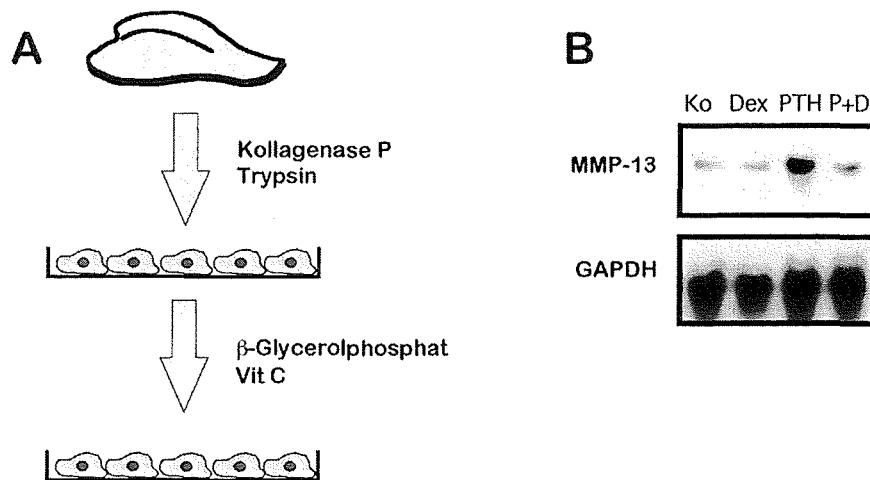 A
Kollagenase P
Trypsin
β-Glycerolphosphat
Vit C
B
Ko Dex PTH P+D
MMP-13
GAPDH